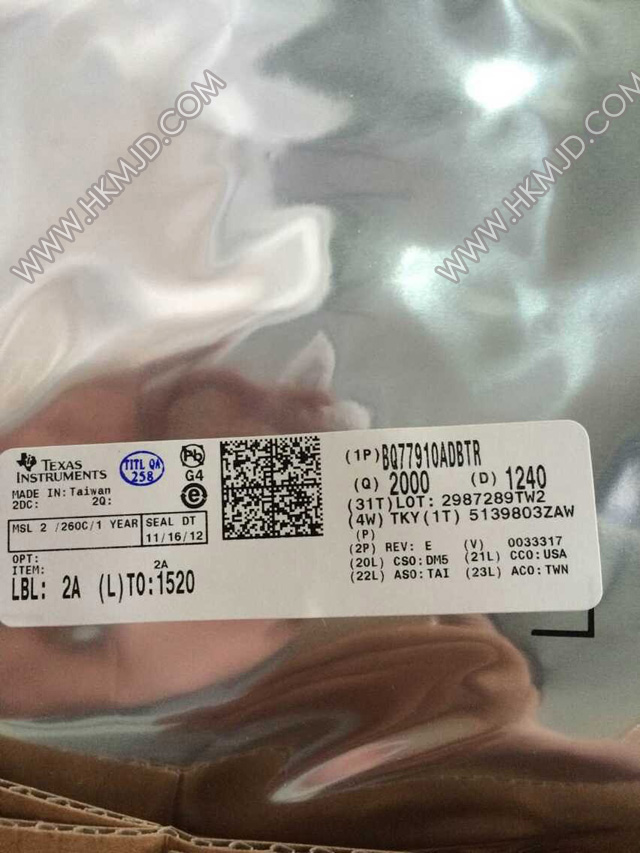 WWW.HKMJD.COM
WWW.HKMJD.COM
TEXAS
INSTRUMENTS
TITL QA
258
Pb
G4
e
MADE IN: Taiwan
2DC: 2Q:
MSL 2 /260C/1 YEAR
SEAL DT
11/16/12
OPT:
ITEM: 2A
LBL: 2A (L)TO:1520
(1P)BQ77910ADBTR
(Q) 2000 (D) 1240
(31T)LOT: 2987289TW2
(4W) TKY(1T) 5139803ZAW
(P)
(2P) REV: E (V) 0033317
(20L) CSO:DM5 (21L) CCO:USA
(22L) ASO:TAI (23L) ACO:TWN